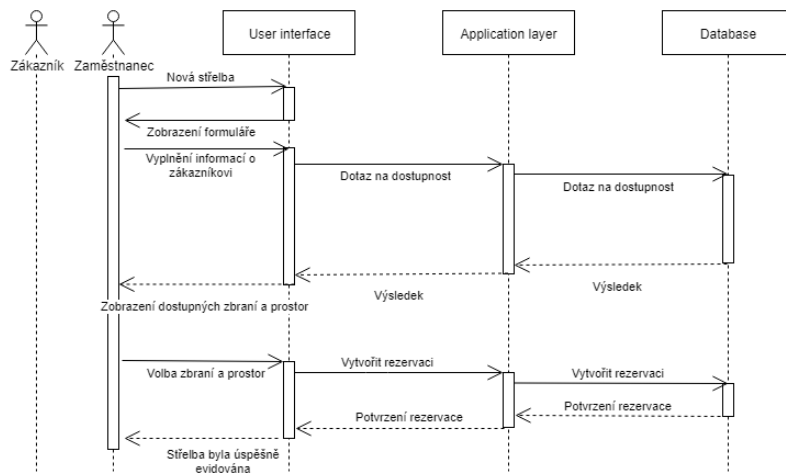 User interface
Application layer
Database
Zákazník
Zaměstnanec
Nová střelba
Zobrazení formuláře
Vyplnění informací o
zákazníkovi
Dotaz na dostupnost
Dotaz na dostupnost
Výsledek
Výsledek
Zobrazení dostupných zbraní a prostor
Volba zbraní a prostor
Vytvořit rezervaci
Vytvořit rezervaci
Potvrzení rezervace
Potvrzení rezervace
Střelba byla úspěšně
evidována